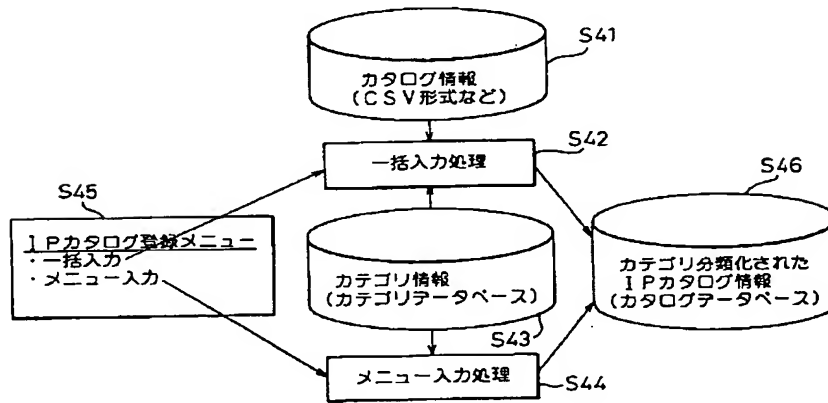 S41
カタログ情報
(CSV形式など)
S42
一括入力処理
S45
IPカタログ登録メニュー
・一括入力
・メニュー入力
S46
カテゴリ情報
(カテゴリデータベース)
カテゴリ分類化された
IPカタログ情報
(カタログデータベース)
S43
メニュー入力処理
S44